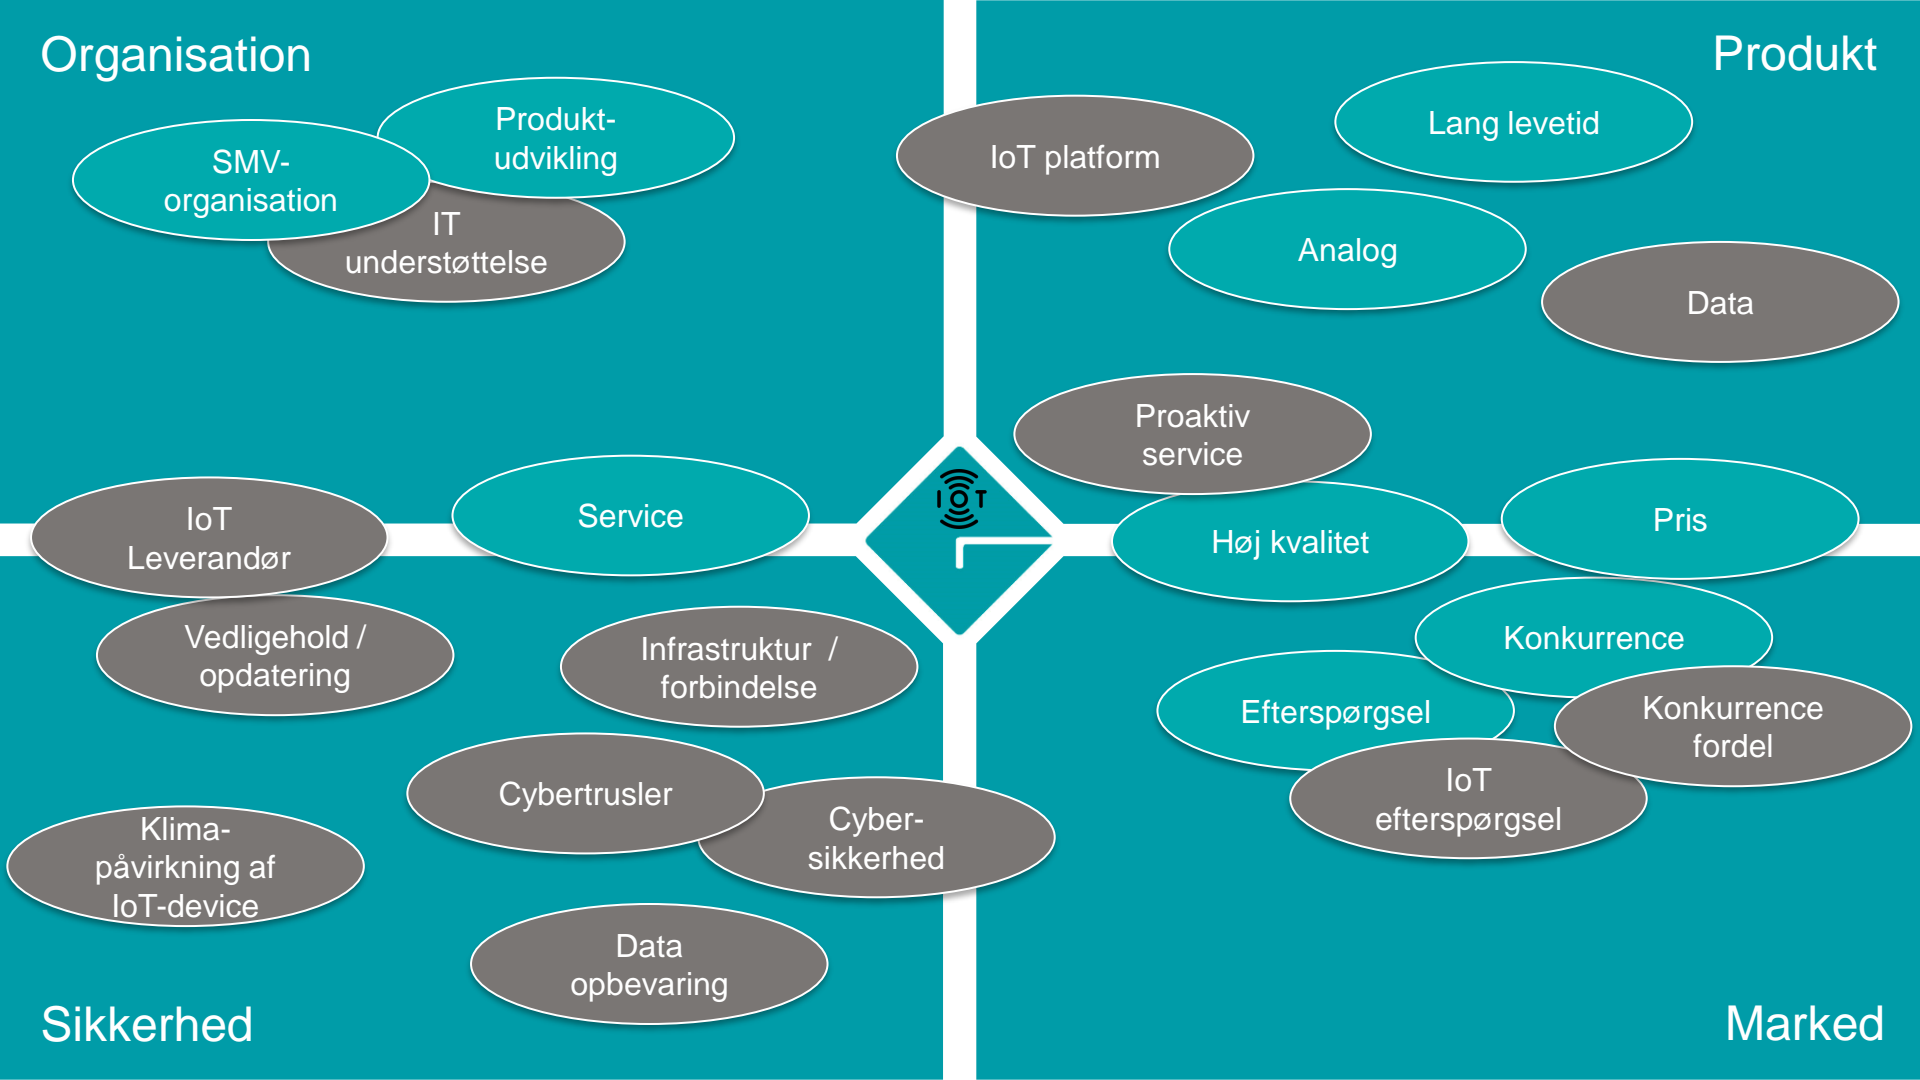 Organisation
Produkt-
udvikling
SMV-
organisation
IT
understøttelse
Produkt
Lang levetid
IoT platform
Analog
Data
Proaktiv
service
IoT
Leverandør
Service
I O T
Høj kvalitet
Pris
Vedligehold /
opdatering
Infrastruktur /
forbindelse
Konkurrence
Efterspørgsel
Konkurrence
fordel
IoT
efterspørgsel
Cybertrusler
Cyber-
sikkerhed
Klima-
påvirkning af
IoT-device
Data
opbevaring
Sikkerhed
Marked